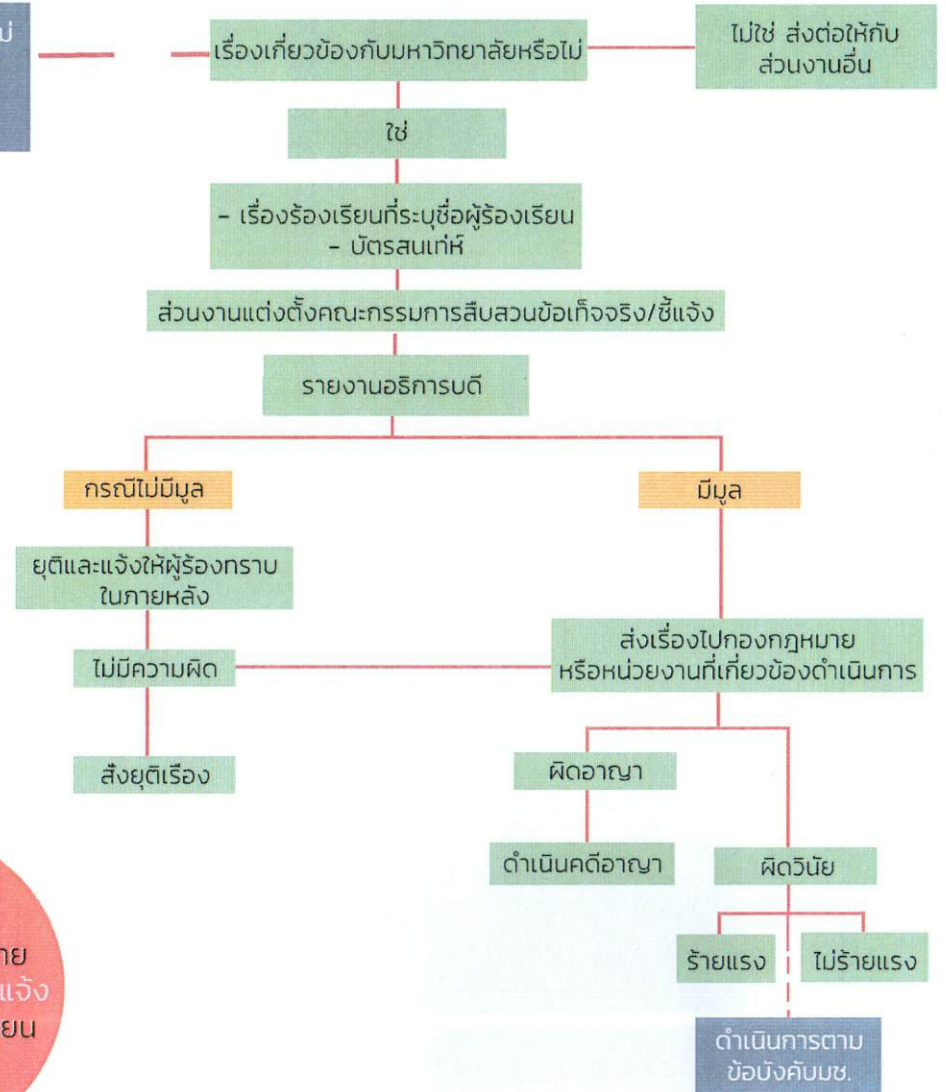 เรื่องเกี่ยวข้องกับมหาวิทยาลัยหรือไม่
ไม่ใช่ ส่งต่อให้กับ
ส่วนงานอื่น
ใช่
- เรื่องร้องเรียนที่ระบุชื่อผู้ร้องเรียน
- บัตรสนเท่ห์
ส่วนงานแต่งตั้งคณะกรรมการสืบสวนข้อเท็จจริง/ชี้แจ้ง
รายงานอธิการบดี
กรณีไม่มีมูล
มีมูล
ยุติและแจ้งให้ผู้ร้องทราบ
ในภายหลัง
ส่งเรื่องไปกองกฎหมาย
หรือหน่วยงานที่เกี่ยวข้องดำเนินการ
ไม่มีความผิด
สั่งยุติเรื่อง
ผิดอาญา
ดำเนินคดีอาญา
ผิดวินัย
ร้ายแรง
ไม่ร้ายแรง
แจ้ง
ดำเนินการตาม
ข้อบังคับมช.